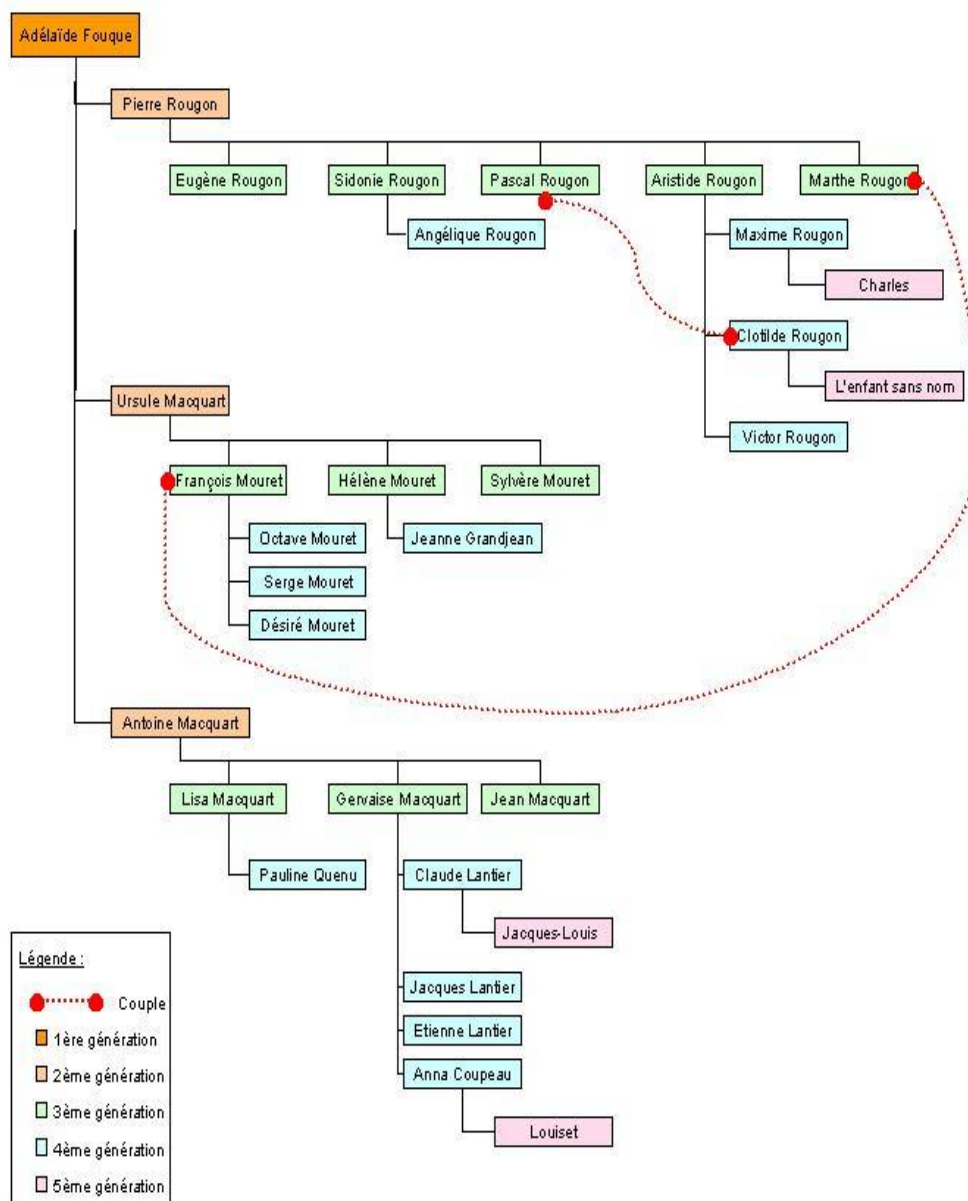 Adélaïde Fouque
Pierre Rougon
Eugène Rougon
Sidonie Rougon
Pascal Rougon
Aristide Rougon
Marthe Rougon
Angélique Rougon
Maxime Rougon
Charles
Clotilde Rougon
L'enfant sans nom
Victor Rougon
Ursule Macquart
François Mouret
Hélène Mouret
Sylvère Mouret
Octave Mouret
Jeanne Grandjean
Serge Mouret
Désiré Mouret
Antoine Macquart
Lisa Macquart
Gervaise Macquart
Jean Macquart
Pauline Quenu
Claude Lantier
Jacques-Louis
Jacques Lantier
Etienne Lantier
Anna Coupeau
Louiset
Légende :
Couple
1ère génération
2ème génération
3ème génération
4ème génération
5ème génération